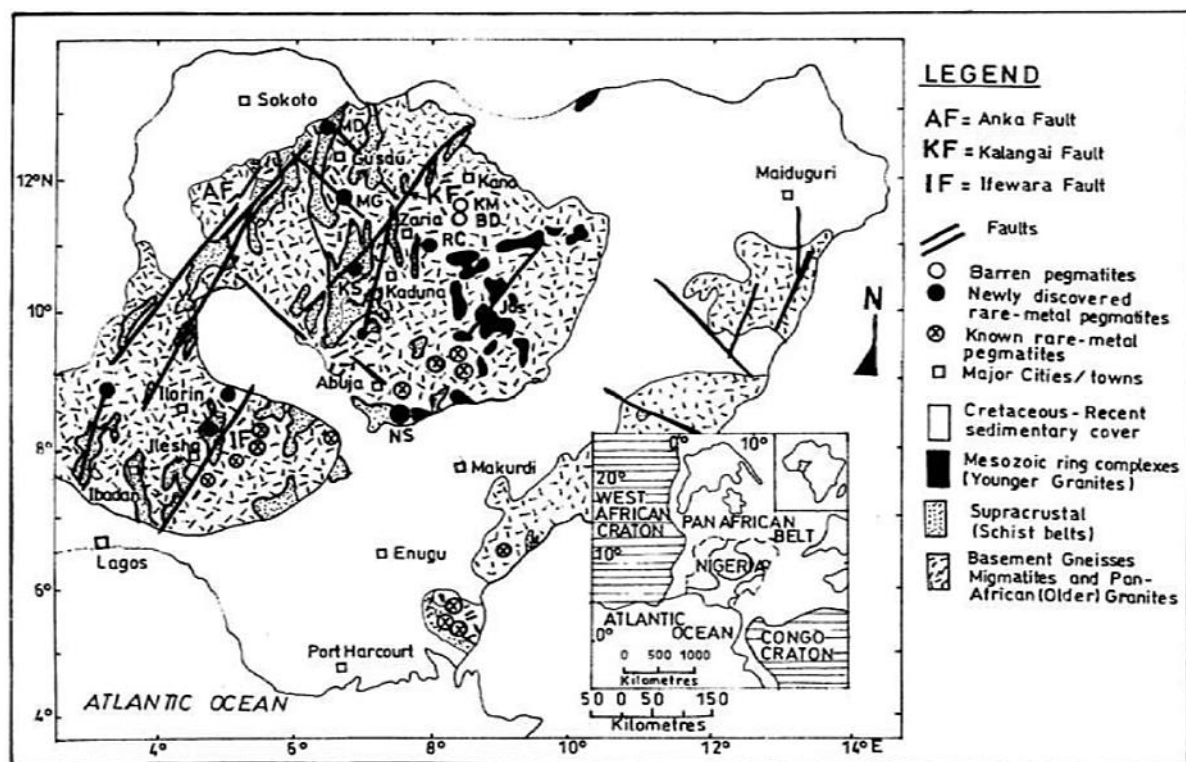 Sokoto
MD
Gusau
12°N
AF
MG
KF
Kano
KM
BD
Zaria
RC
Maiduguri
KS
Kaduna
10°
Jos
N
Abuja
Ilorin
NS
8°
Ilesha
IF
Makurdi
Ibadan
Lagos
Enugu
6°
Port Harcourt
ATLANTIC OCEAN
4°
4°
6°
8°
10°
12°
14°E
0°
10°
20°
WEST
AFRICAN
CRATON
PAN AFRICAN
BELT
10°
NIGERIA
ATLANTIC
OCEAN
0°
CONGO
CRATON
0 500 1000
Kilometres
50 0 50 150
Kilometres
LEGEND
AF = Anka Fault
KF = Kalangai Fault
IF = Ifewara Fault
Faults
Barren pegmatites
Newly discovered
rare-metal pegmatites
Known rare-metal
pegmatites
Major Cities/towns
Cretaceous-Recent
sedimentary cover
Mesozoic ring complexes
(Younger Granites)
Supracrustal
(Schist belts)
Basement Gneisses
Migmatites and Pan-
African (Older) Granites